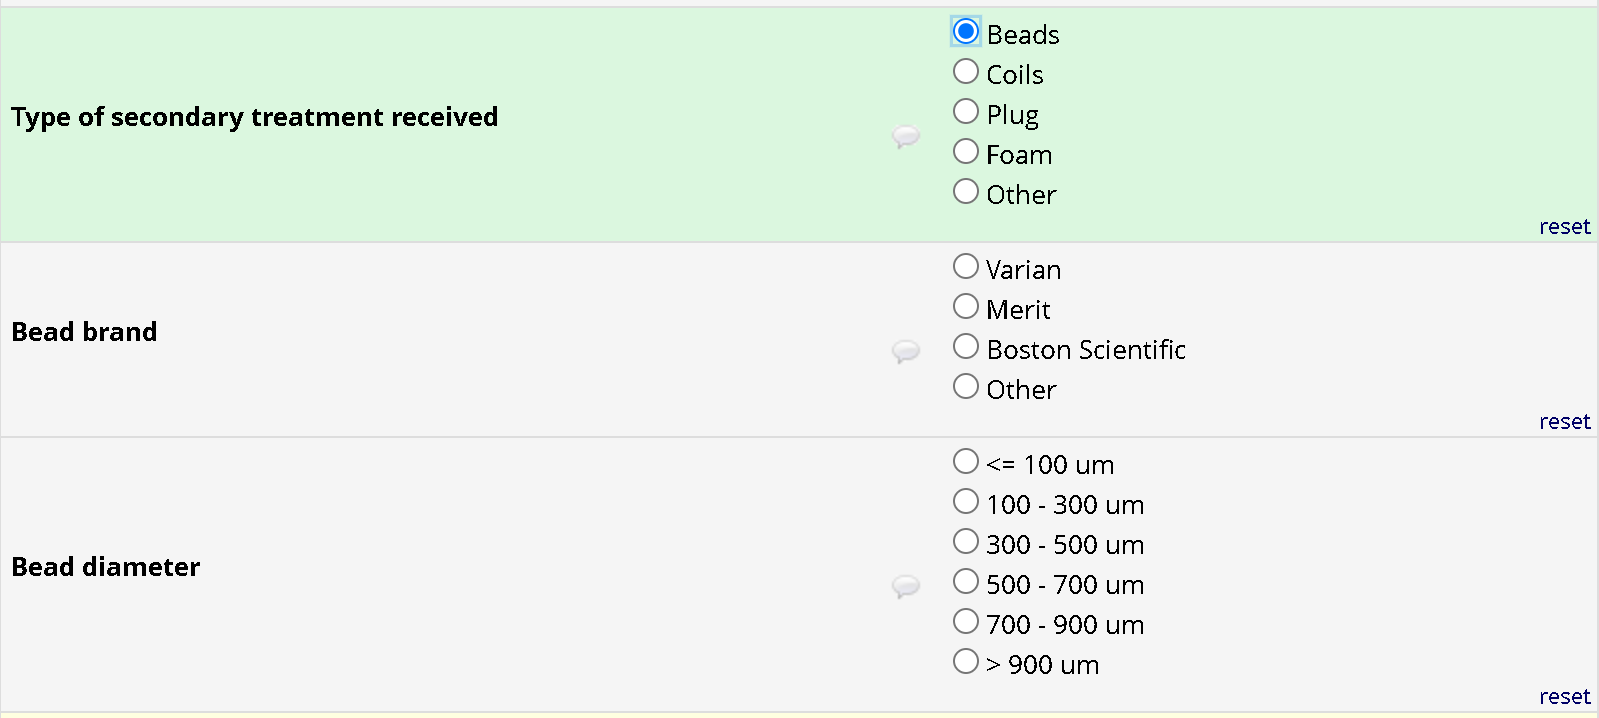 Type of secondary treatment received
Beads
Coils
Plug
Foam
Other
reset
Bead brand
Varian
Merit
Boston Scientific
Other
reset
Bead diameter
<= 100 um
100 - 300 um
300 - 500 um
500 - 700 um
700 - 900 um
> 900 um
reset